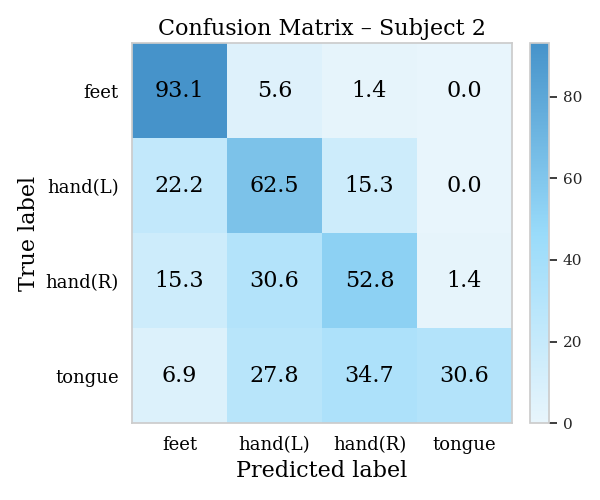 Confusion Matrix – Subject 2
True label
feet 93.1 5.6 1.4 0.0
hand(L) 22.2 62.5 15.3 0.0
hand(R) 15.3 30.6 52.8 1.4
tongue 6.9 27.8 34.7 30.6
feet hand(L) hand(R) tongue
Predicted label
80
60
40
20
0